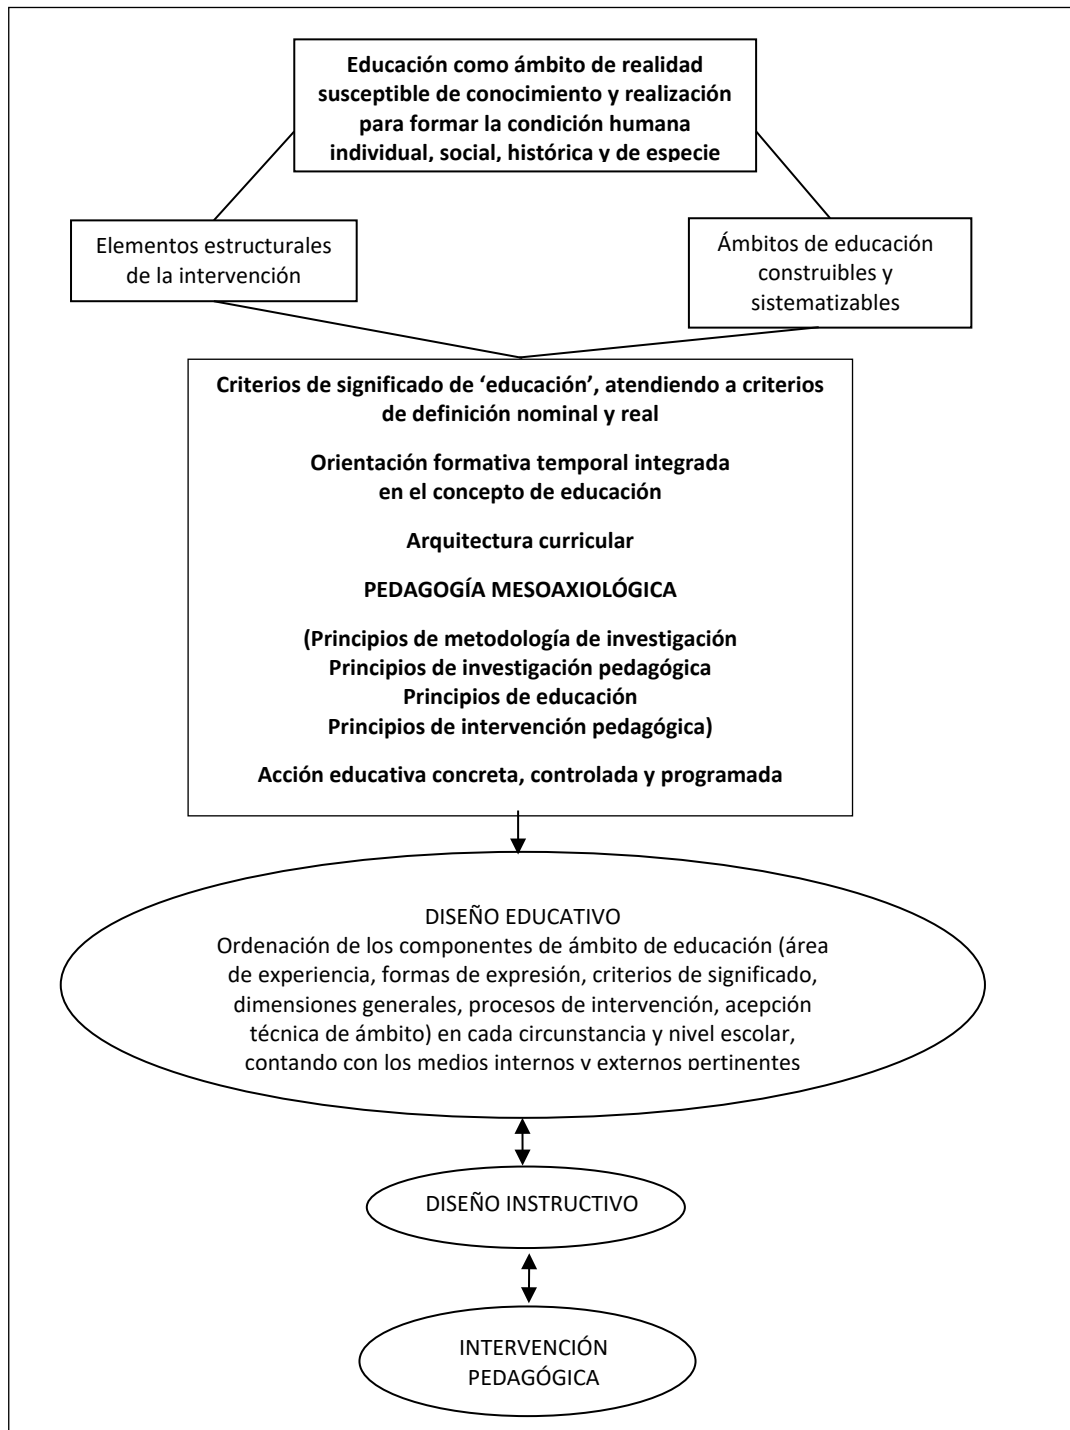 Educación como ámbito de realidad
susceptible de conocimiento y realización
para formar la condición humana
individual, social, histórica y de especie
Elementos estructurales
de la intervención
Ámbitos de educación
construibles y
sistematizables
Criterios de significado de ‘educación’, atendiendo a criterios
de definición nominal y real
Orientación formativa temporal integrada
en el concepto de educación
Arquitectura curricular
PEDAGOGÍA MESOAXIOLÓGICA
(Principios de metodología de investigación
Principios de investigación pedagógica
Principios de educación
Principios de intervención pedagógica)
Acción educativa concreta, controlada y programada
DISEÑO EDUCATIVO
Ordenación de los componentes de ámbito de educación (área
de experiencia, formas de expresión, criterios de significado,
dimensiones generales, procesos de intervención, acepción
técnica de ámbito) en cada circunstancia y nivel escolar,
contando con los medios internos y externos pertinentes
DISEÑO INSTRUCTIVO
INTERVENCIÓN
PEDAGÓGICA